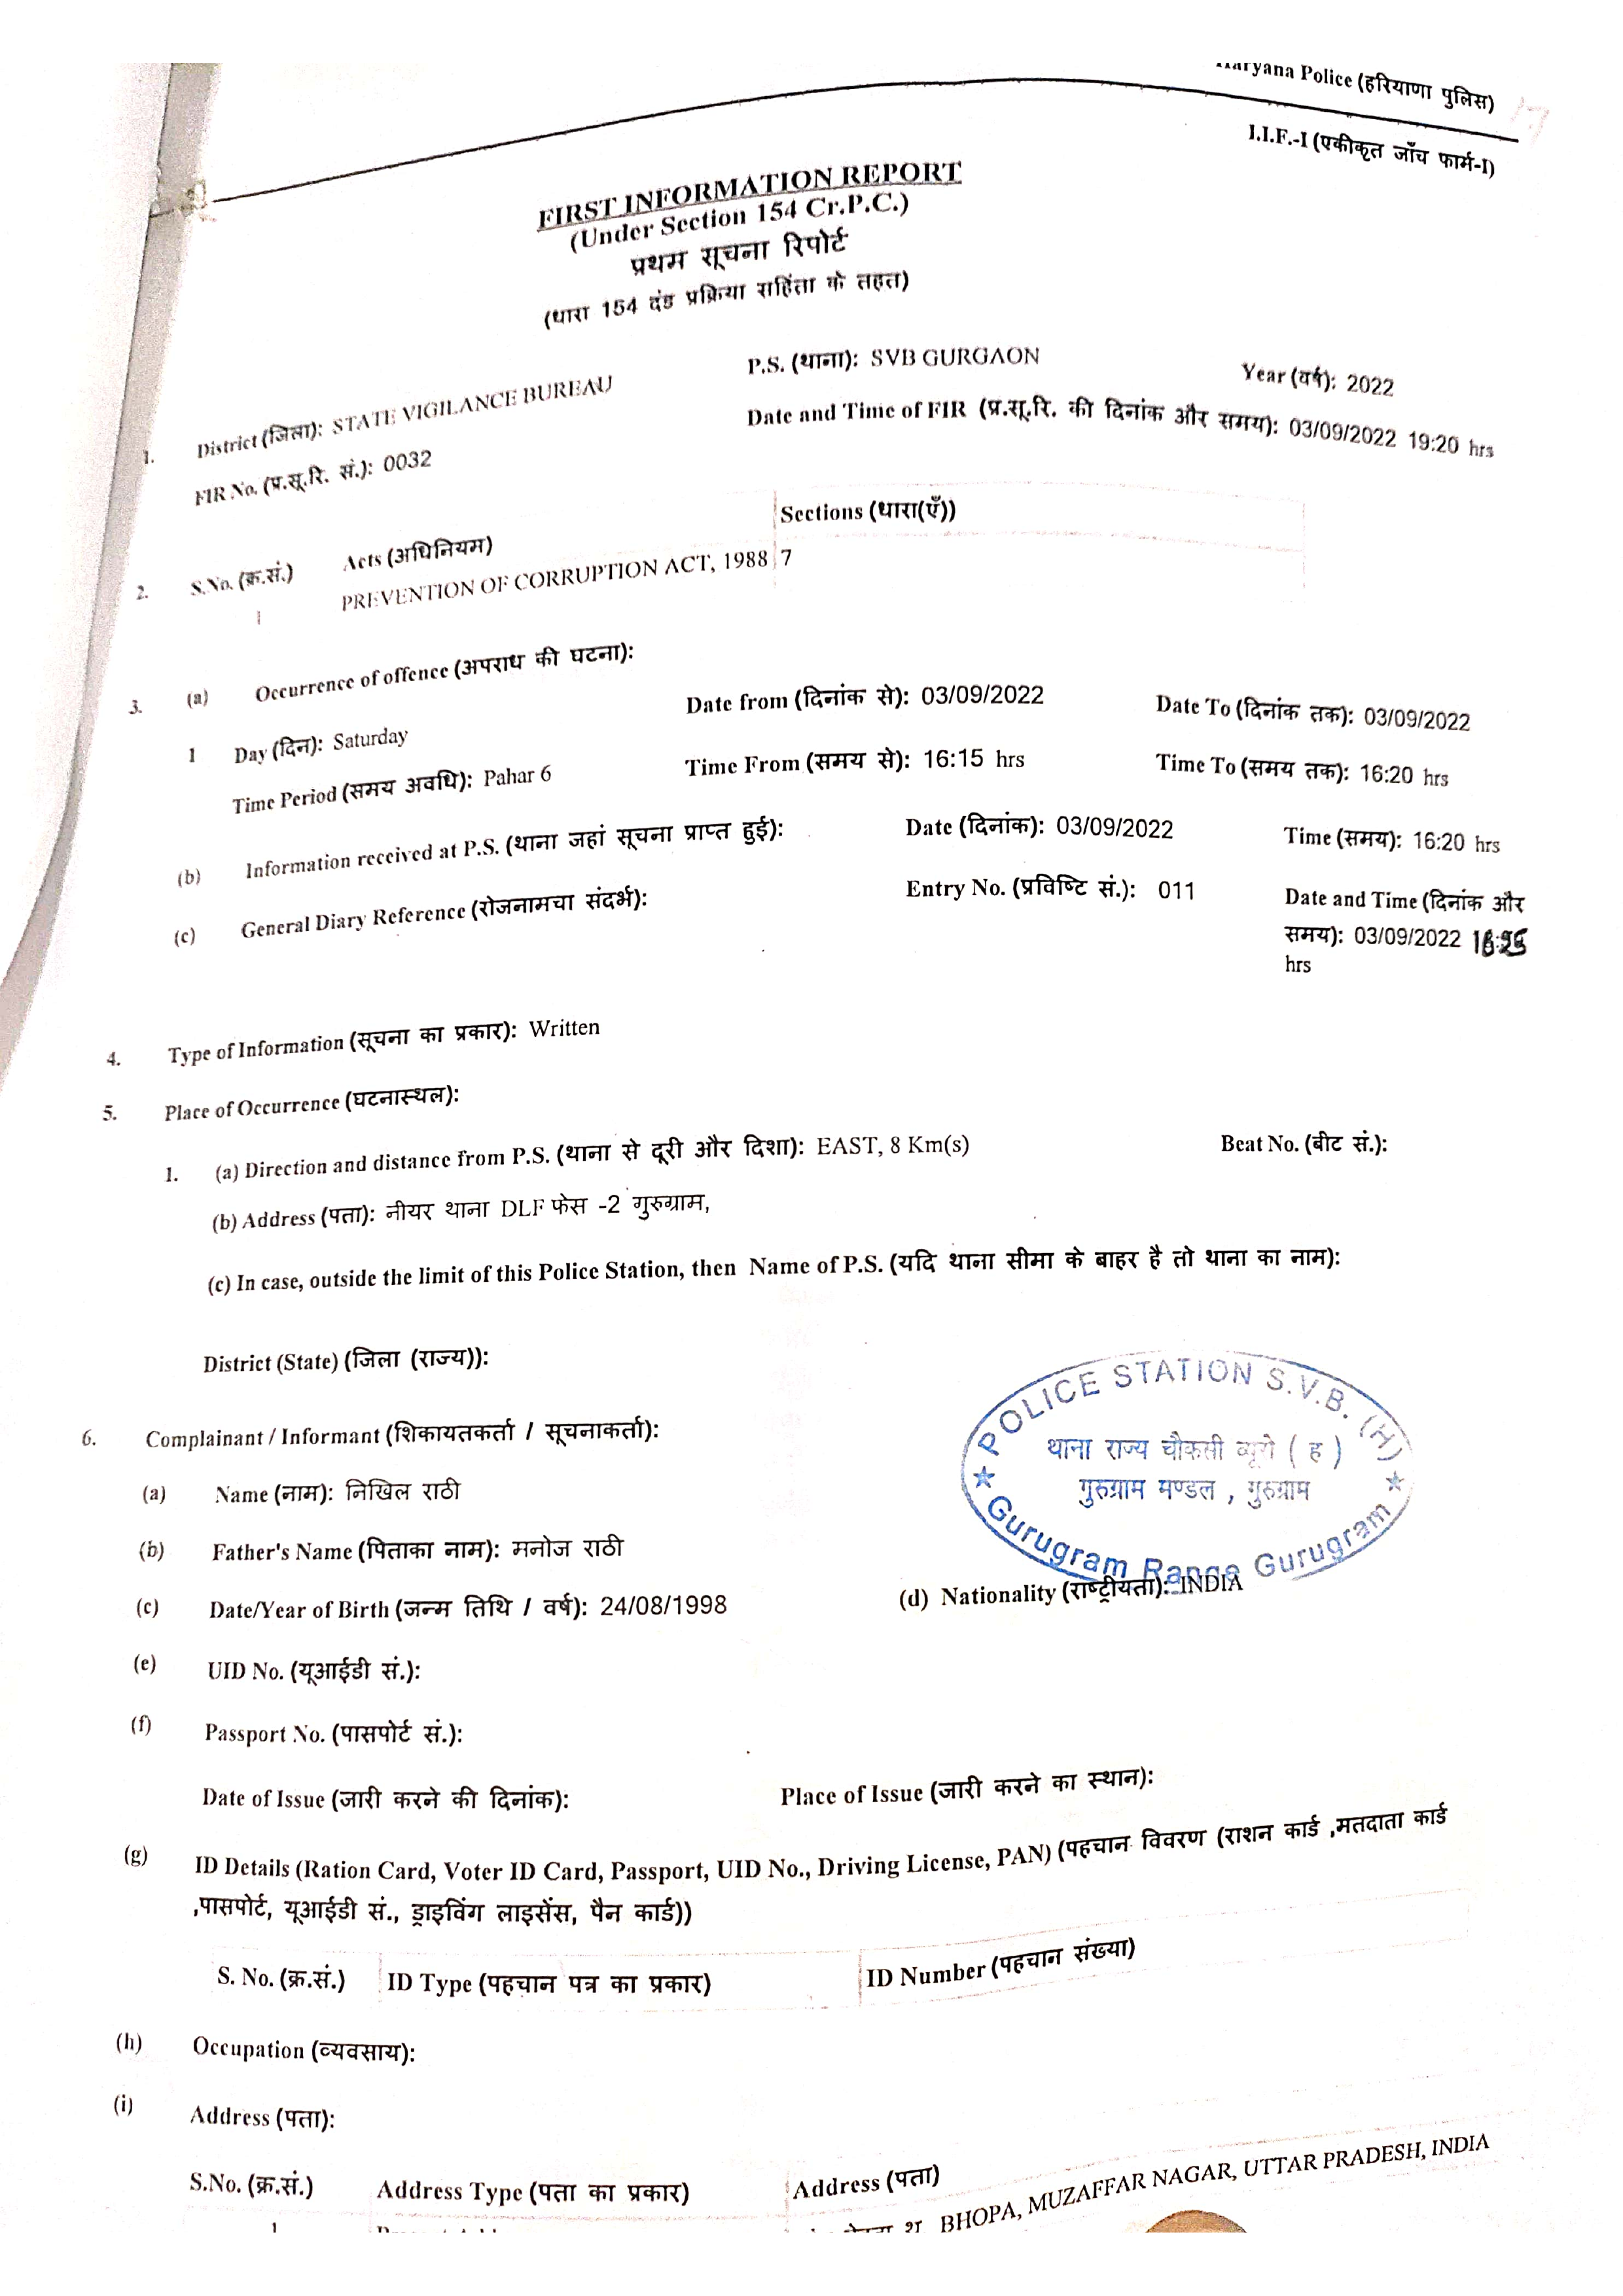 Haryana Police (हरियाणा पुलिस)
I.I.F.-I (एकीकृत जाँच फार्म-I)
FIRST INFORMATION REPORT
(Under Section 154 Cr.P.C.)
प्रथम सूचना रिपोर्ट
(धारा 154 दंड प्रक्रिया सहिंता के तहत)
1. District (जिला): STATE VIGILANCE BUREAU P.S. (थाना): SVB GURGAON Year (वर्ष): 2022
FIR No. (प्र.सू.रि. सं.): 0032 Date and Time of FIR (प्र.सू.रि. की दिनांक और समय): 03/09/2022 19:20 hrs
2. S.No. (क्र.सं.) Acts (अधिनियम) Sections (धारा(एँ))
1 PREVENTION OF CORRUPTION ACT, 1988 7
3. (a) Occurrence of offence (अपराध की घटना):
1 Day (दिन): Saturday Date from (दिनांक से): 03/09/2022 Date To (दिनांक तक): 03/09/2022
Time Period (समय अवधि): Pahar 6 Time From (समय से): 16:15 hrs Time To (समय तक): 16:20 hrs
(b) Information received at P.S. (थाना जहां सूचना प्राप्त हुई): Date (दिनांक): 03/09/2022 Time (समय): 16:20 hrs
(c) General Diary Reference (रोजनामचा संदर्भ): Entry No. (प्रविष्टि सं.): 011 Date and Time (दिनांक और
समय): 03/09/2022
hrs
4. Type of Information (सूचना का प्रकार): Written
5. Place of Occurrence (घटनास्थल):
1. (a) Direction and distance from P.S. (थाना से दूरी और दिशा): EAST, 8 Km(s) Beat No. (बीट सं.):
(b) Address (पता): नीयर थाना DLF फेस -2 गुरुग्राम,
(c) In case, outside the limit of this Police Station, then Name of P.S. (यदि थाना सीमा के बाहर है तो थाना का नाम):
District (State) (जिला (राज्य)):
POLICE STATION S.V.B. (H)
थाना राज्य चौकसी ब्यूरो ( ह )
गुरुग्राम मण्डल , गुरुग्राम
Gurugram Range Gurugram
6. Complainant / Informant (शिकायतकर्ता / सूचनाकर्ता):
(a) Name (नाम): निखिल राठी
(b) Father's Name (पिताका नाम): मनोज राठी
(c) Date/Year of Birth (जन्म तिथि / वर्ष): 24/08/1998 (d) Nationality (राष्ट्रीयता): INDIA
(e) UID No. (यूआईडी सं.):
(f) Passport No. (पासपोर्ट सं.):
Date of Issue (जारी करने की दिनांक): Place of Issue (जारी करने का स्थान):
(g) ID Details (Ration Card, Voter ID Card, Passport, UID No., Driving License, PAN) (पहचान विवरण (राशन कार्ड ,मतदाता कार्ड
,पासपोर्ट, यूआईडी सं., ड्राइविंग लाइसेंस, पैन कार्ड))
S. No. (क्र.सं.) ID Type (पहचान पत्र का प्रकार) ID Number (पहचान संख्या)
(h) Occupation (व्यवसाय):
(i) Address (पता):
S.No. (क्र.सं.) Address Type (पता का प्रकार) Address (पता)
1 BHOPA, MUZAFFAR NAGAR, UTTAR PRADESH, INDIA